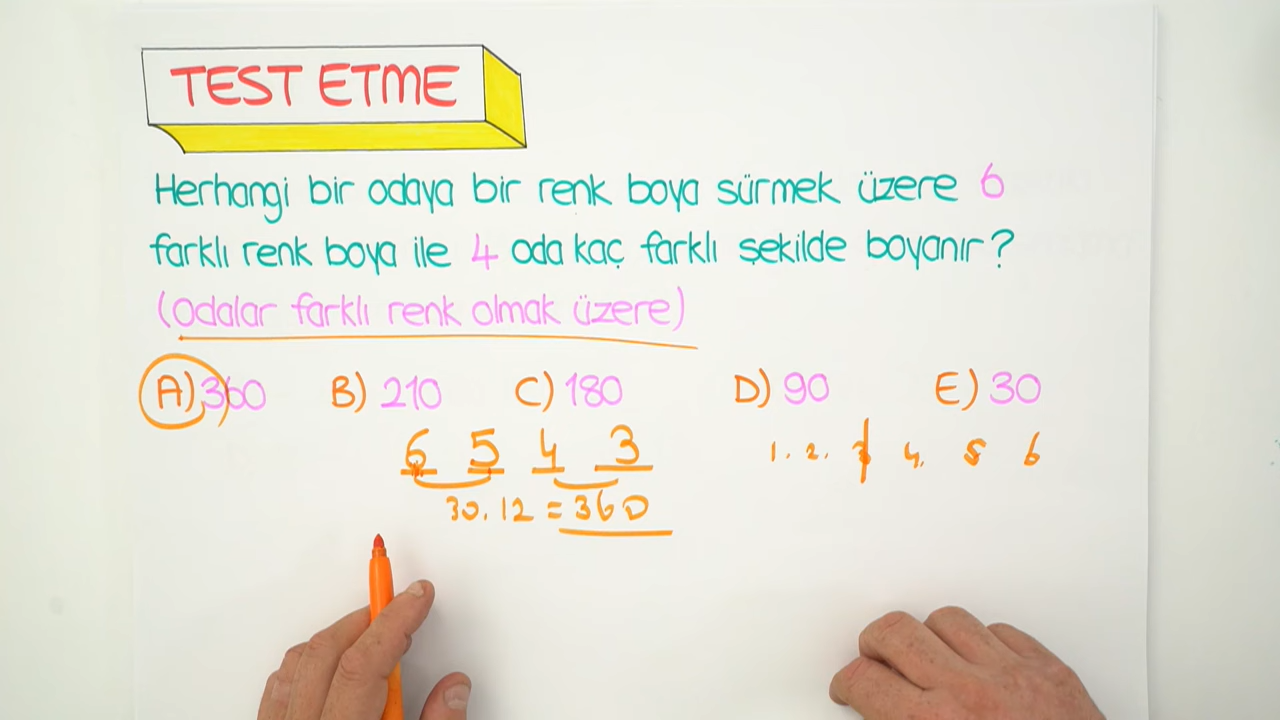 TEST ETME
Herhangi bir odaya bir renk boya sürmek üzere 6
farklı renk boya ile 4 oda kaç farklı şekilde boyanır?
(Odalar farklı renk olmak üzere)
A) 360 B) 210 C) 180 D) 90 E) 30
6 5 4 3 1. 2. 3 4. 5 6
30.12 = 360